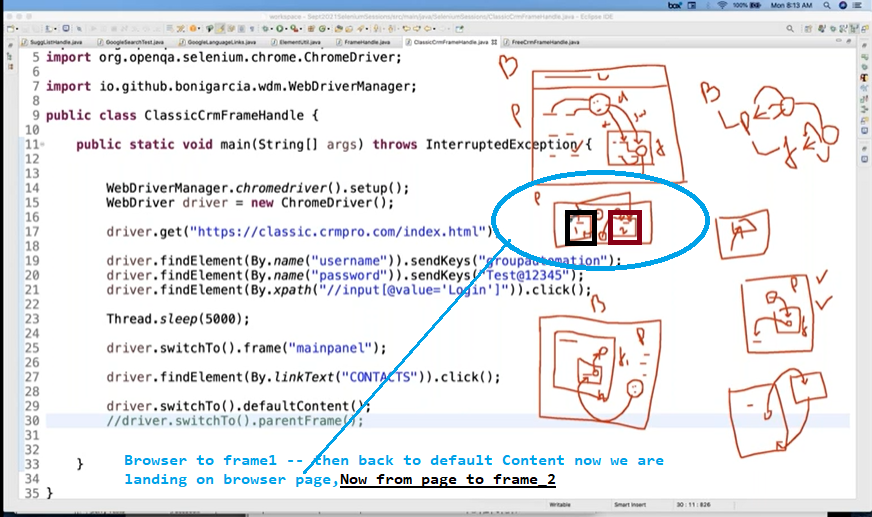 box 100% Mon 8:13 AM
workspace - Sept2021SeleniumSessions/src/main/java/SeleniumSessions/ClassicCrmFrameHandle.java - Eclipse IDE
SuggListHandle.java GoogleSearchTest.java GoogleLanguageLinks.java ElementUtil.java FrameHandle.java ClassicCrmFrameHandle.java FreeCrmFrameHandle.java
5 import org.openqa.selenium.chrome.ChromeDriver;
6
7 import io.github.bonigarcia.wdm.WebDriverManager;
8
9 public class ClassicCrmFrameHandle {
10
11 public static void main(String[] args) throws InterruptedException {
12
13
14 WebDriverManager.chromedriver().setup();
15 WebDriver driver = new ChromeDriver();
16
17 driver.get("https://classic.crmpro.com/index.html")
18
19 driver.findElement(By.name("username")).sendKeys("groupautomation");
20 driver.findElement(By.name("password")).sendKeys("Test@12345");
21 driver.findElement(By.xpath("//input[@value='Login']")).click();
22
23 Thread.sleep(5000);
24
25 driver.switchTo().frame("mainpanel");
26
27 driver.findElement(By.linkText("CONTACTS")).click();
28
29 driver.switchTo().defaultContent();
30 //driver.switchTo().parentFrame();
31
32
33 }
34
35 }
Browser to frame1 -- then back to default Content now we are
landing on browser page,Now from page to frame_2
Writable Smart Insert 30 : 11 : 826
B
P
B
P
f
P
1
2
B
P
f1
P